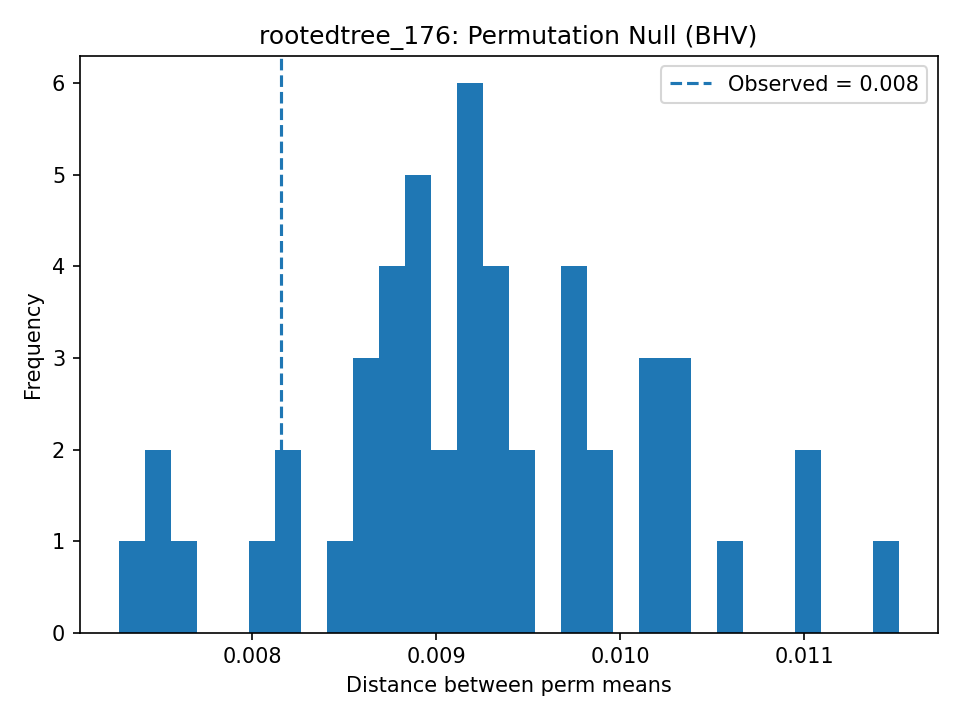 rootedtree_176: Permutation Null (BHV)
Observed = 0.008
6
5
4
3
2
1
0
Frequency
0.008 0.009 0.010 0.011
Distance between perm means